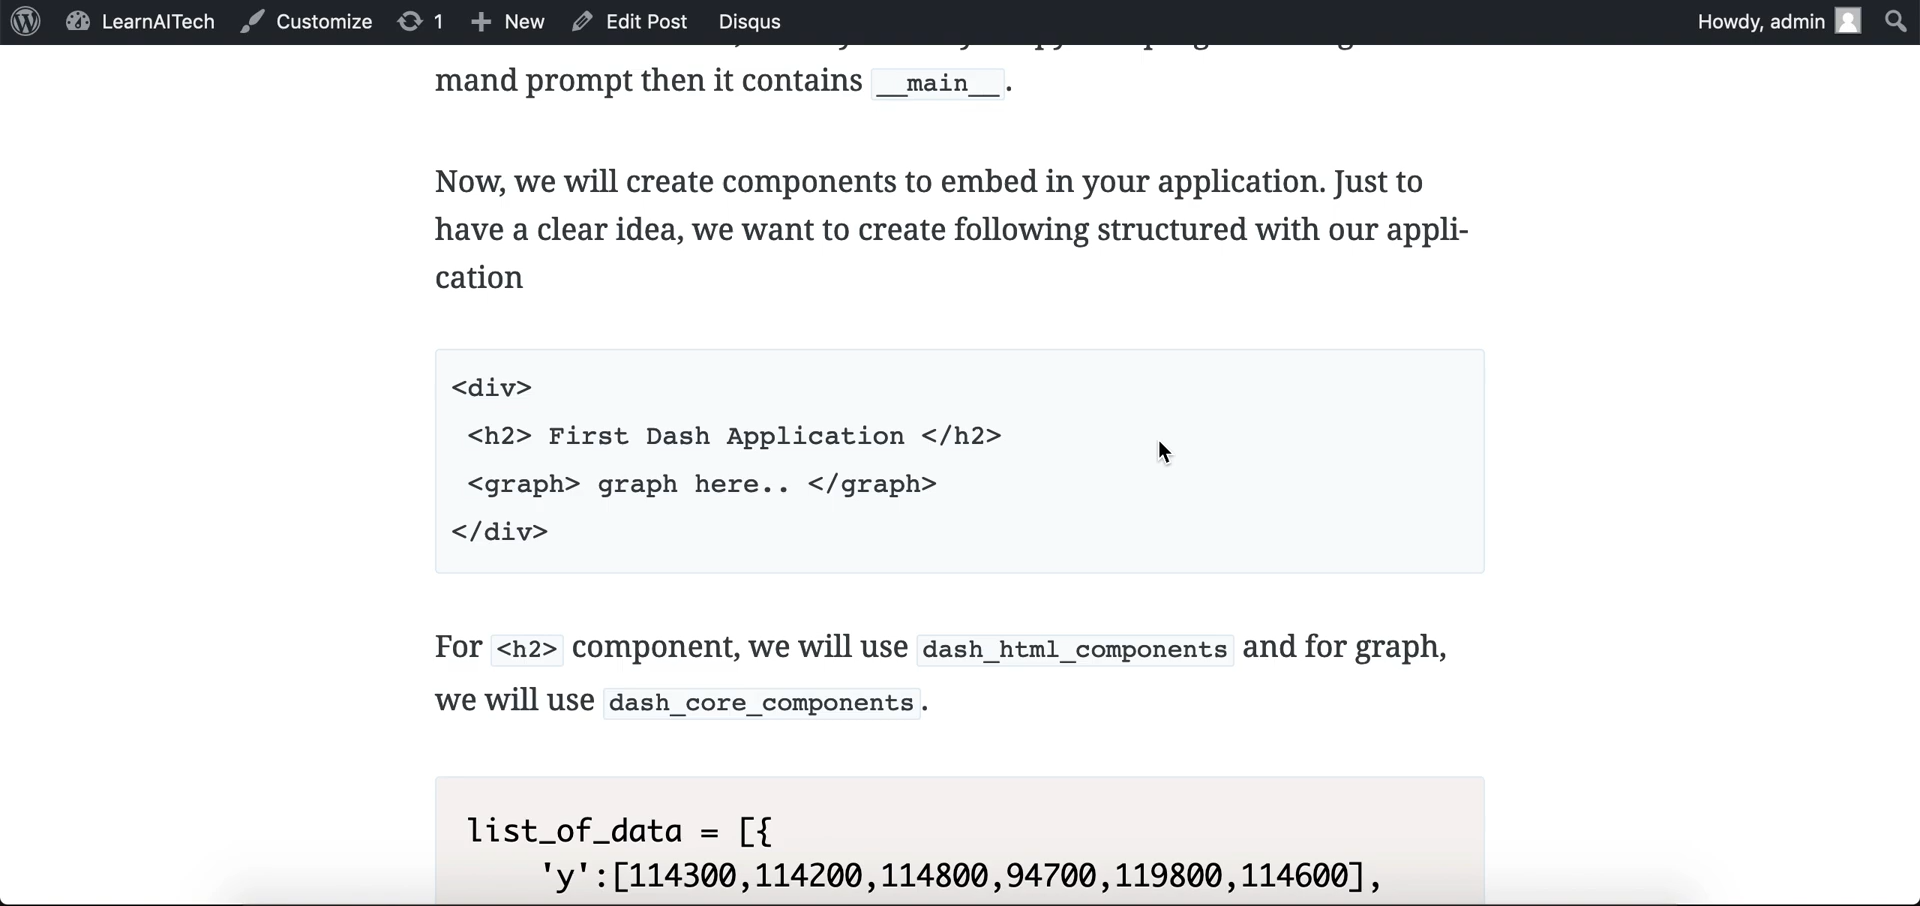 LearnAITech Customize 1 New Edit Post Disqus Howdy, admin
mand prompt then it contains __main__.
Now, we will create components to embed in your application. Just to
have a clear idea, we want to create following structured with our appli-
cation
<div>
<h2> First Dash Application </h2>
<graph> graph here.. </graph>
</div>
For <h2> component, we will use dash_html_components and for graph,
we will use dash_core_components.
list_of_data = [{
'y':[114300,114200,114800,94700,119800,114600],